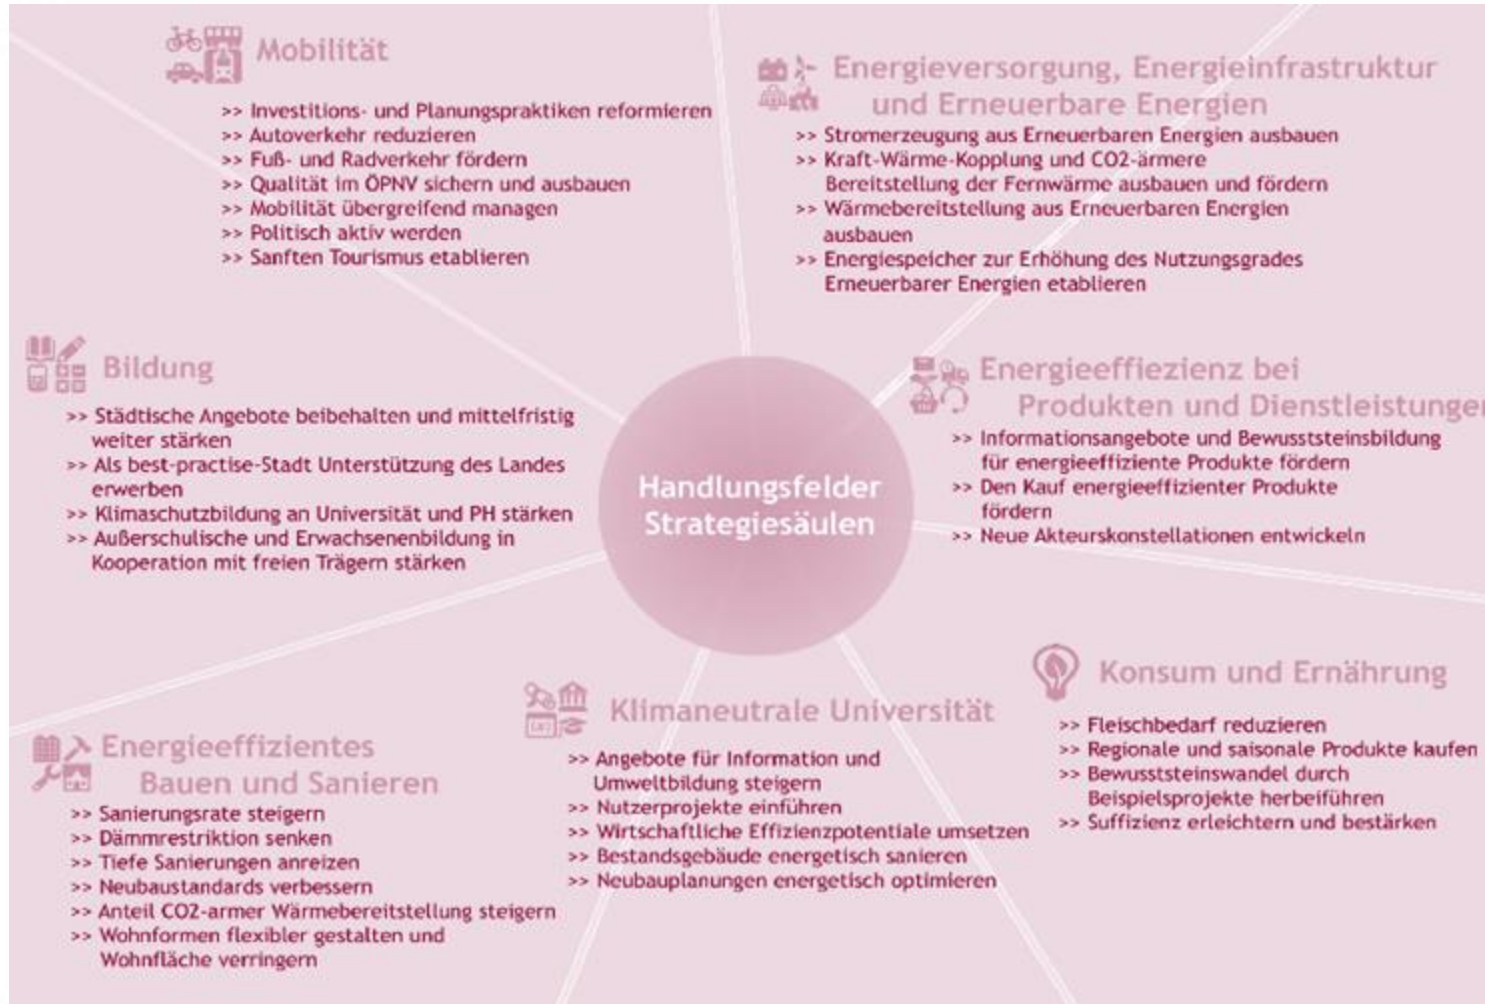 Mobilität
>> Investitions- und Planungspraktiken reformieren
>> Autoverkehr reduzieren
>> Fuß- und Radverkehr fördern
>> Qualität im ÖPNV sichern und ausbauen
>> Mobilität übergreifend managen
>> Politisch aktiv werden
>> Sanften Tourismus etablieren
Energieversorgung, Energieinfrastruktur
und Erneuerbare Energien
>> Stromerzeugung aus Erneuerbaren Energien ausbauen
>> Kraft-Wärme-Kopplung und CO2-ärmere
Bereitstellung der Fernwärme ausbauen und fördern
>> Wärmebereitstellung aus Erneuerbaren Energien
ausbauen
>> Energiespeicher zur Erhöhung des Nutzungsgrades
Erneuerbarer Energien etablieren
Bildung
>> Städtische Angebote beibehalten und mittelfristig
weiter stärken
>> Als best-practise-Stadt Unterstützung des Landes
erwerben
>> Klimaschutzbildung an Universität und PH stärken
>> Außerschulische und Erwachsenenbildung in
Kooperation mit freien Trägern stärken
Handlungsfelder
Strategiesäulen
Energieeffiezienz bei
Produkten und Dienstleistungen
>> Informationsangebote und Bewusststeinsbildung
für energieeffiziente Produkte fördern
>> Den Kauf energieeffizienter Produkte
fördern
>> Neue Akteurskonstellationen entwickeln
Energieeffizientes
Bauen und Sanieren
>> Sanierungsrate steigern
>> Dämmrestriktion senken
>> Tiefe Sanierungen anreizen
>> Neubaustandards verbessern
>> Anteil CO2-armer Wärmebereitstellung steigern
>> Wohnformen flexibler gestalten und
Wohnfläche verringern
Klimaneutrale Universität
>> Angebote für Information und
Umweltbildung steigern
>> Nutzerprojekte einführen
>> Wirtschaftliche Effizienzpotentiale umsetzen
>> Bestandsgebäude energetisch sanieren
>> Neubauplanungen energetisch optimieren
Konsum und Ernährung
>> Fleischbedarf reduzieren
>> Regionale und saisonale Produkte kaufen
>> Bewusststeinswandel durch
Beispielsprojekte herbeiführen
>> Suffizienz erleichtern und bestärken